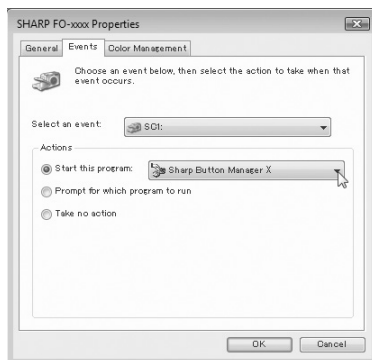 SHARP FO-xxxx Properties
General Events Color Management
Choose an event below, then select the action to take when that
event occurs.
Select an event: SC1:
Actions
Start this program: Sharp Button Manager X
Prompt for which program to run
Take no action
OK Cancel